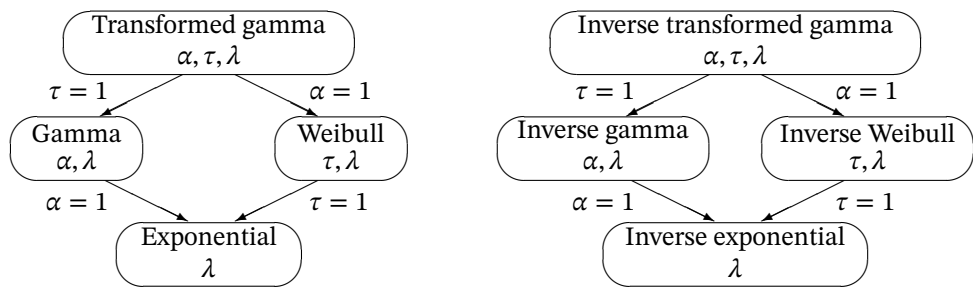 Transformed gamma
α, τ, λ
τ = 1
α = 1
Gamma
α, λ
Weibull
τ, λ
α = 1
τ = 1
Exponential
λ
Inverse transformed gamma
α, τ, λ
τ = 1
α = 1
Inverse gamma
α, λ
Inverse Weibull
τ, λ
α = 1
τ = 1
Inverse exponential
λ